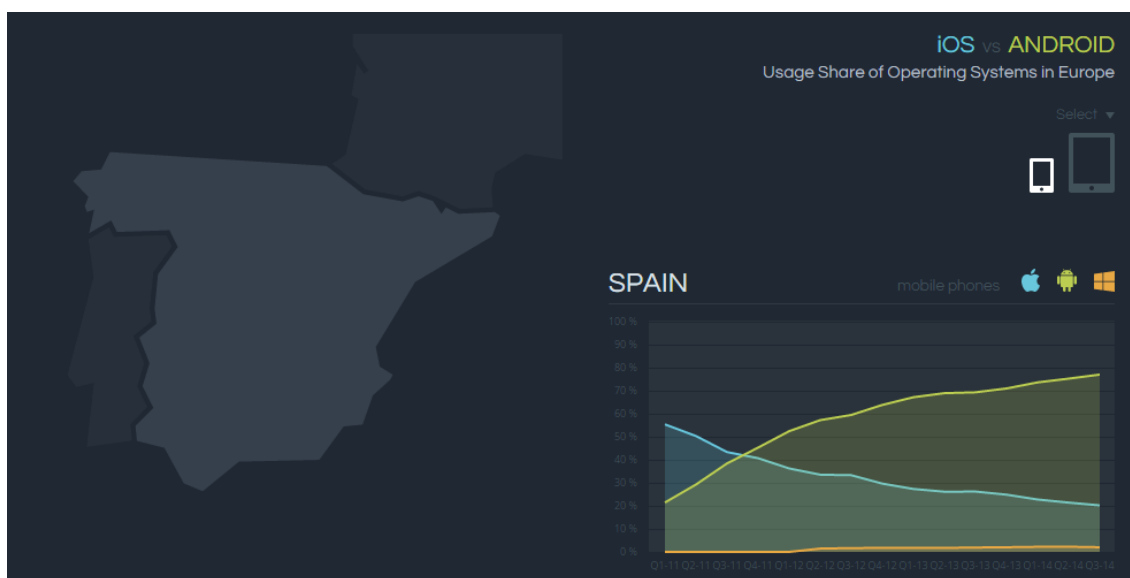 iOS vs ANDROID
Usage Share of Operating Systems in Europe
Select
SPAIN
mobile phones
100 %
90 %
80 %
70 %
60 %
50 %
40 %
30 %
20 %
10 %
0 %
Q1-11 Q2-11 Q3-11 Q4-11 Q1-12 Q2-12 Q3-12 Q4-12 Q1-13 Q2-13 Q3-13 Q4-13 Q1-14 Q2-14 Q3-14